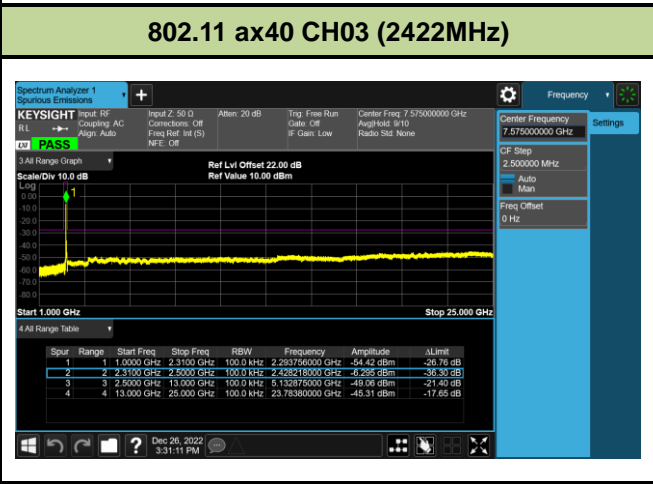 802.11 ax40 CH03 (2422MHz)
Spectrum Analyzer 1
Spurious Emissions
+
Frequency
KEYSIGHT
RL
LXI
PASS
Input: RF
Coupling: AC
Align: Auto
Input Z: 50 Ω
Corrections: Off
Freq Ref: Int (S)
NFE: Off
Atten: 20 dB
Trig: Free Run
Gate: Off
IF Gain: Low
Center Freq: 7.575000000 GHz
Avg|Hold: 9/10
Radio Std: None
Center Frequency
7.575000000 GHz
Settings
CF Step
2.500000 MHz
Auto
Man
Freq Offset
0 Hz
3 All Range Graph
Scale/Div 10.0 dB
Ref Lvl Offset 22.00 dB
Ref Value 10.00 dBm
Log
1
0.00
-10.0
-20.0
-30.0
-40.0
-50.0
-60.0
-70.0
-80.0
Start 1.000 GHz
Stop 25.000 GHz
4 All Range Table
Spur Range Start Freq Stop Freq RBW Frequency Amplitude ΔLimit
1 1 1.0000 GHz 2.3100 GHz 100.0 kHz 2.293756000 GHz -54.42 dBm -26.76 dB
2 2 2.3100 GHz 2.5000 GHz 100.0 kHz 2.428218000 GHz -6.295 dBm -36.30 dB
3 3 2.5000 GHz 13.000 GHz 100.0 kHz 5.132875000 GHz -49.06 dBm -21.40 dB
4 4 13.000 GHz 25.000 GHz 100.0 kHz 23.78380000 GHz -45.31 dBm -17.65 dB
?
Dec 26, 2022
3:31:11 PM